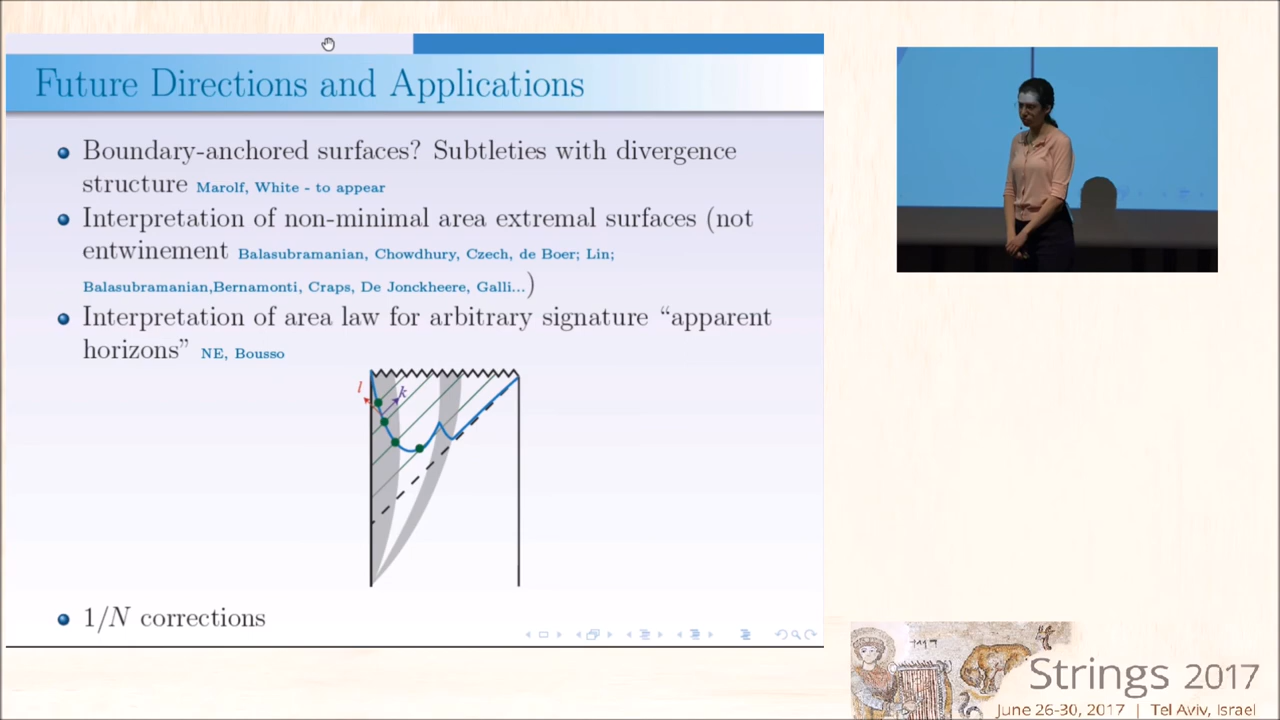 Future Directions and Applications
Boundary-anchored surfaces? Subtleties with divergence
structure Marolf, White - to appear
Interpretation of non-minimal area extremal surfaces (not
entwinement Balasubramanian, Chowdhury, Czech, de Boer; Lin;
Balasubramanian,Bernamonti, Craps, De Jonckheere, Galli...)
Interpretation of area law for arbitrary signature “apparent
horizons” NE, Bousso
l
k
1/N corrections
Strings 2017
June 26-30, 2017 | Tel Aviv, Israel